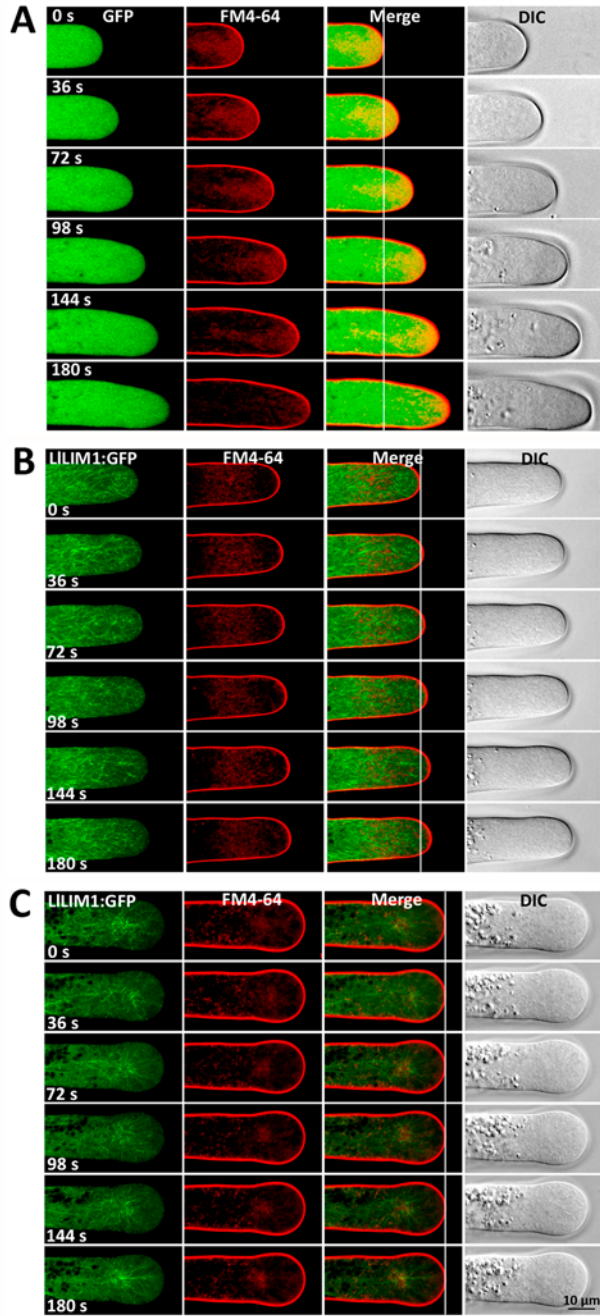 A
0 s GFP FM4-64 Merge DIC
36 s
72 s
98 s
144 s
180 s
B
LlLIM1:GFP FM4-64 Merge DIC
0 s
36 s
72 s
98 s
144 s
180 s
C
LlLIM1:GFP FM4-64 Merge DIC
0 s
36 s
72 s
98 s
144 s
180 s
10 µm